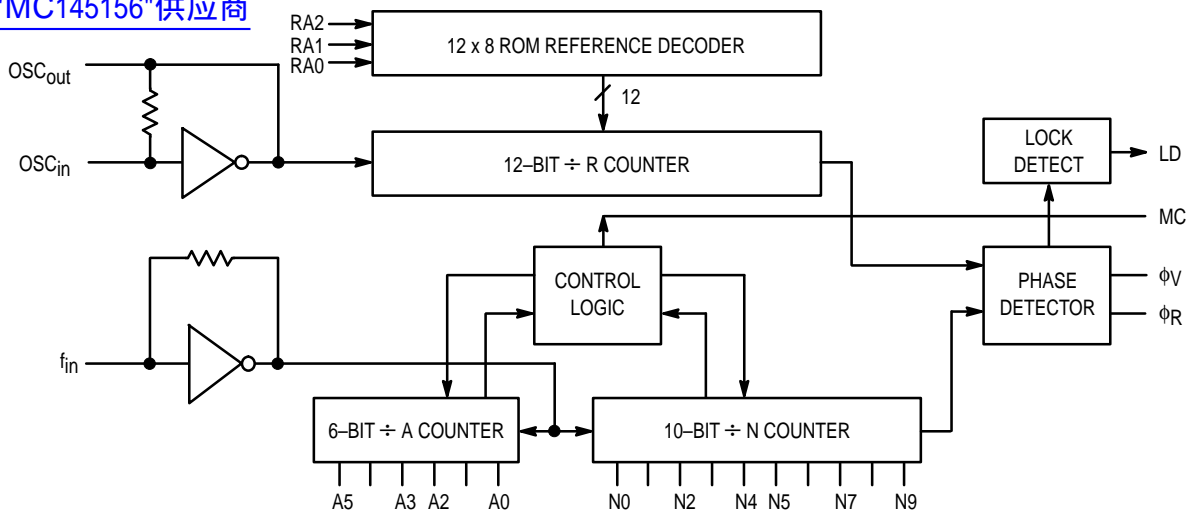 "MC145156"供应商
RA2
RA1
RA0
12 x 8 ROM REFERENCE DECODER
OSCout
12
OSCin
12–BIT ÷ R COUNTER
LOCK
DETECT
LD
MC
CONTROL
LOGIC
PHASE
DETECTOR
ϕV
ϕR
fin
6–BIT ÷ A COUNTER
10–BIT ÷ N COUNTER
A5 A3 A2 A0 N0 N2 N4 N5 N7 N9